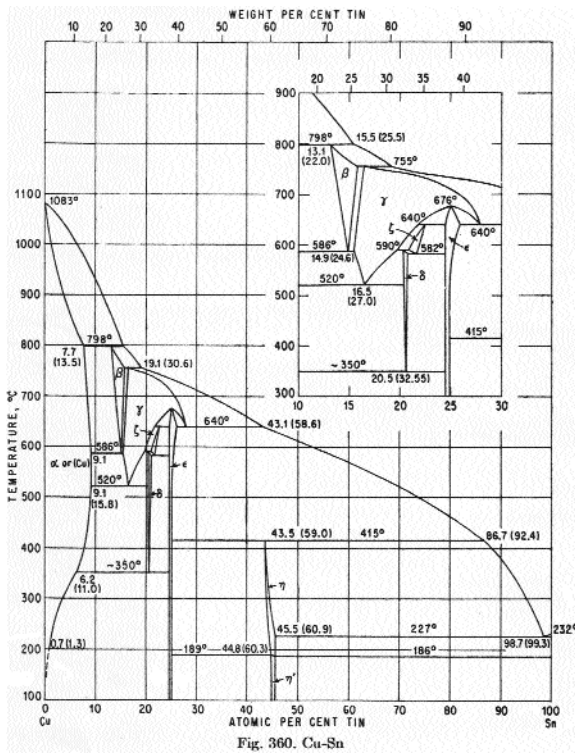 WEIGHT PER CENT TIN
10 20 30 40 50 60 70 80 90
20 25 30 35 40
900
800
700
600
500
400
300
10 15 20 25 30
798°
15.5 (25.5)
13.1
(22.0)
755°
β
γ
676°
640°
640°
ζ
586°
590°
582°
ε
14.9 (24.6)
520°
δ
16.5
(27.0)
415°
~350°
20.5 (32.55)
TEMPERATURE, °C
1100
1000
900
800
700
600
500
400
300
200
100
1083°
798°
7.7
(13.5)
19.1 (30.6)
β
γ
ζ
640°
43.1 (58.6)
586°
α or (Cu)
9.1
ε
520°
9.1
(15.8)
δ
43.5 (59.0) 415°
86.7 (92.4)
~350°
6.2
(11.0)
η
45.5 (60.9) 227°
232°
0.7 (1.3)
98.7 (99.3)
189° 44.8 (60.3) 186°
η'
0 10 20 30 40 50 60 70 80 90 100
Cu ATOMIC PER CENT TIN Sn
Fig. 360. Cu-Sn